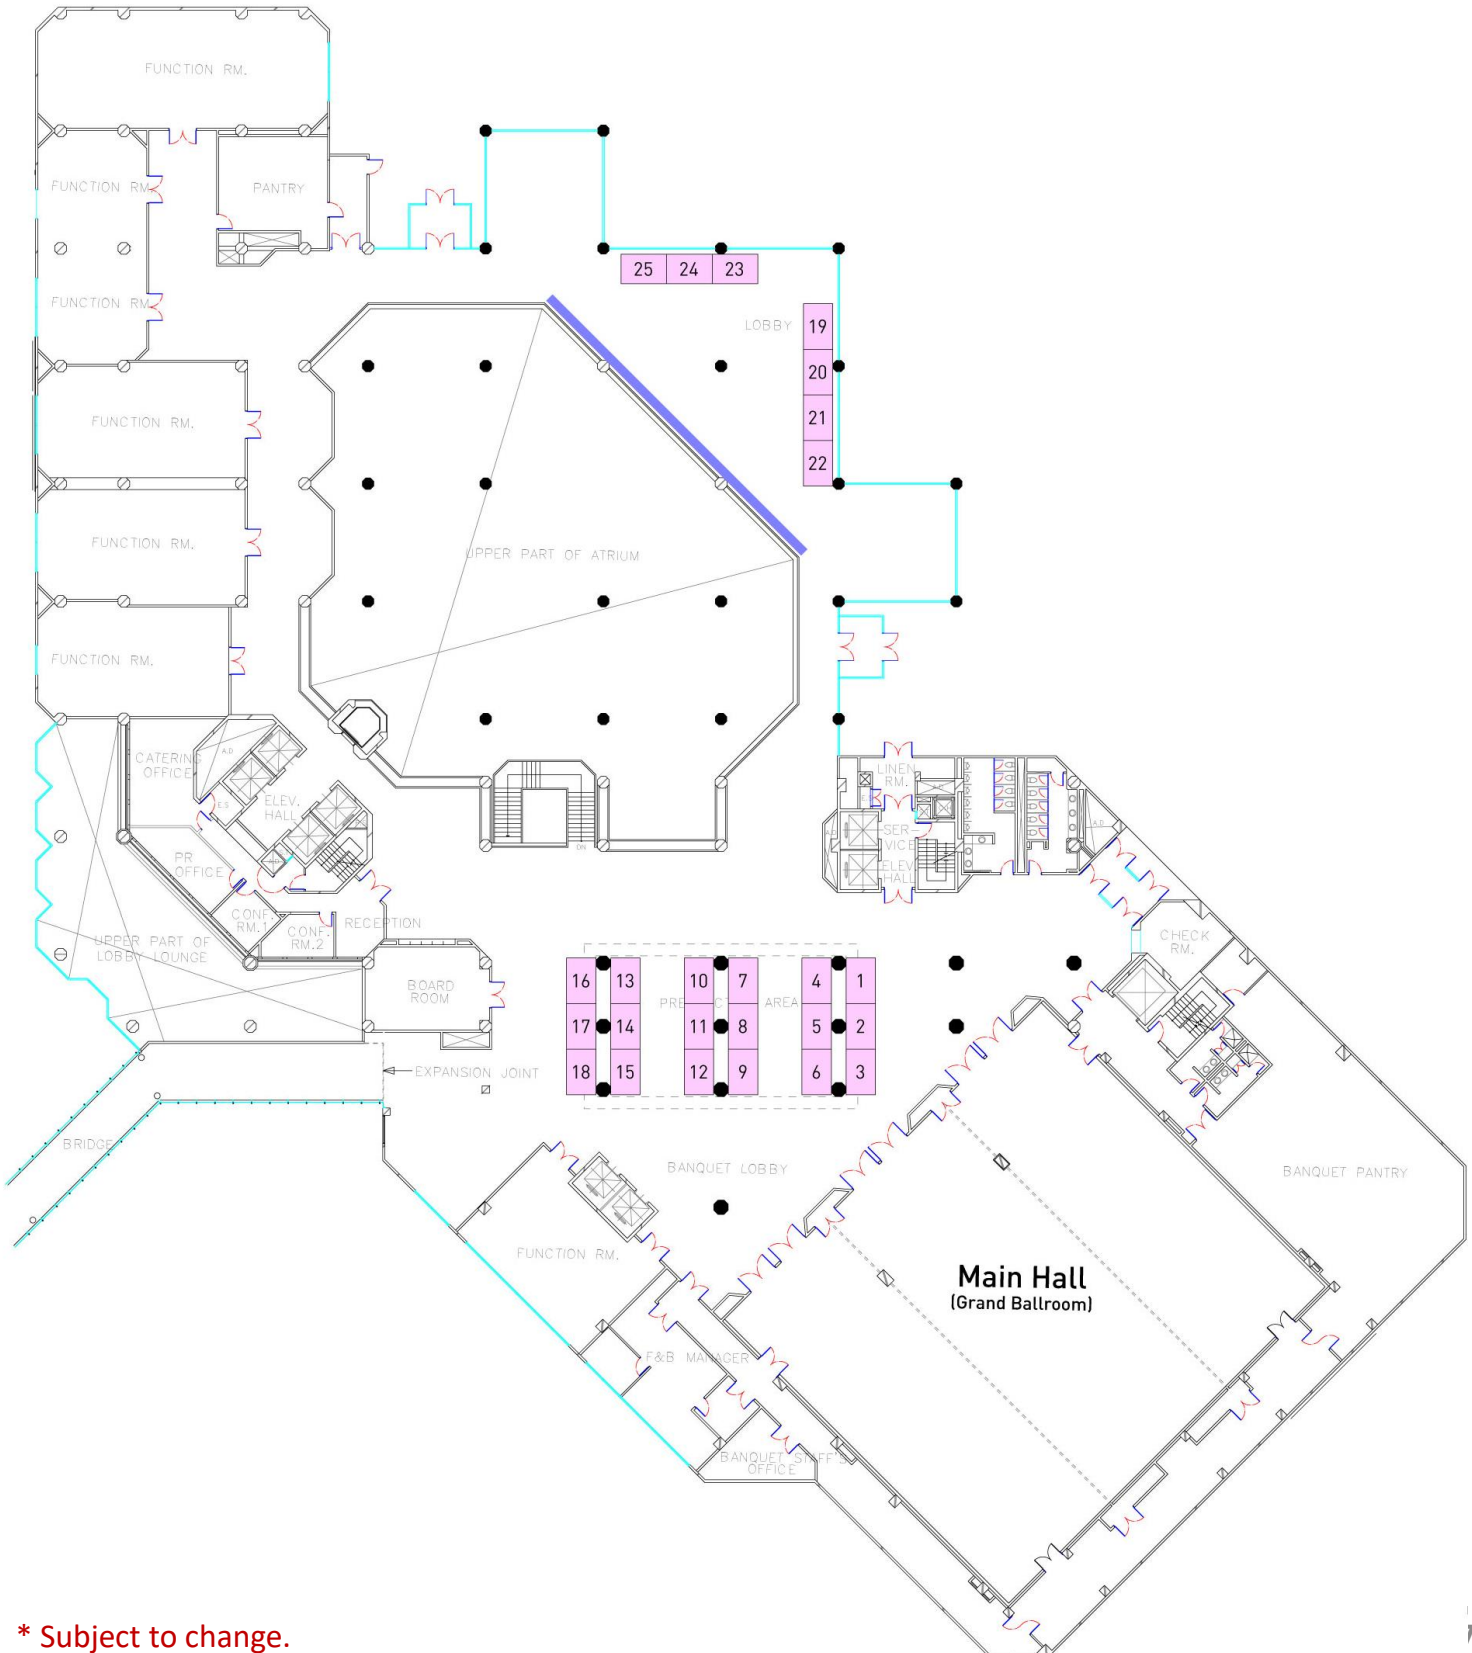 FUNCTION RM.
FUNCTION RM.
PANTRY
25 24 23
FUNCTION RM.
LOBBY
19
20
21
22
FUNCTION RM.
FUNCTION RM.
UPPER PART OF ATRIUM
FUNCTION RM.
CATERING
OFFICE
A.D
E.S
ELEV.
HALL
LINEN
RM.
SER-
VICE
ELEV.
HALL
A.D
DN
PR
OFFICE
CONF.
RM.1
CONF.
RM.2
RECEPTION
UPPER PART OF
LOBBY LOUNGE
BOARD
ROOM
CHECK
RM.
16 13 10 7 4 1
AREA
17 14 11 8 5 2
18 15 12 9 6 3
EXPANSION JOINT
BRIDGE
BANQUET LOBBY
BANQUET PANTRY
FUNCTION RM.
Main Hall
(Grand Ballroom)
F&B MANAGER
BANQUET STAFF'S
OFFICE
* Subject to change.